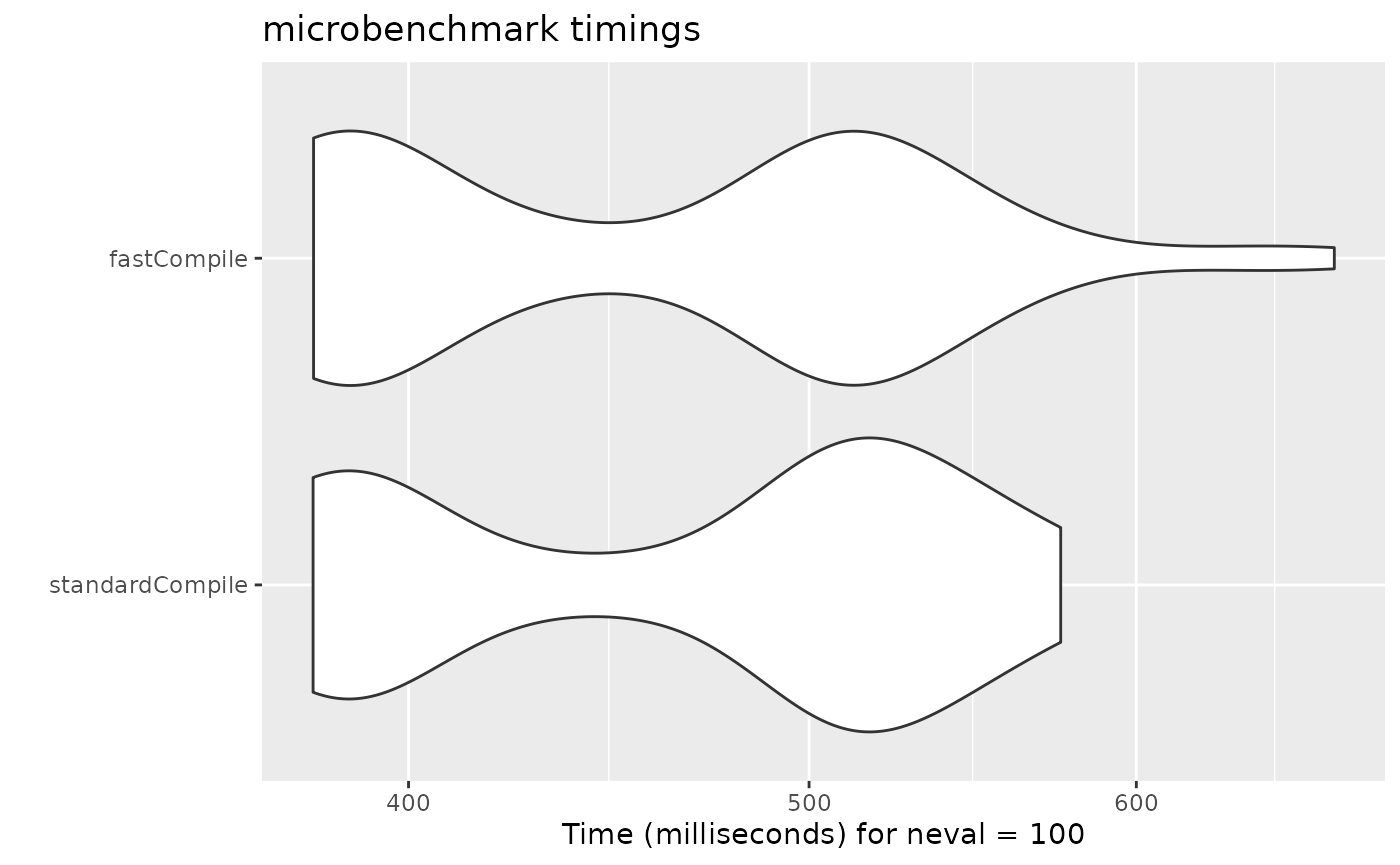 microbenchmark timings
fastCompile
standardCompile
400 500 600
Time (milliseconds) for neval = 100